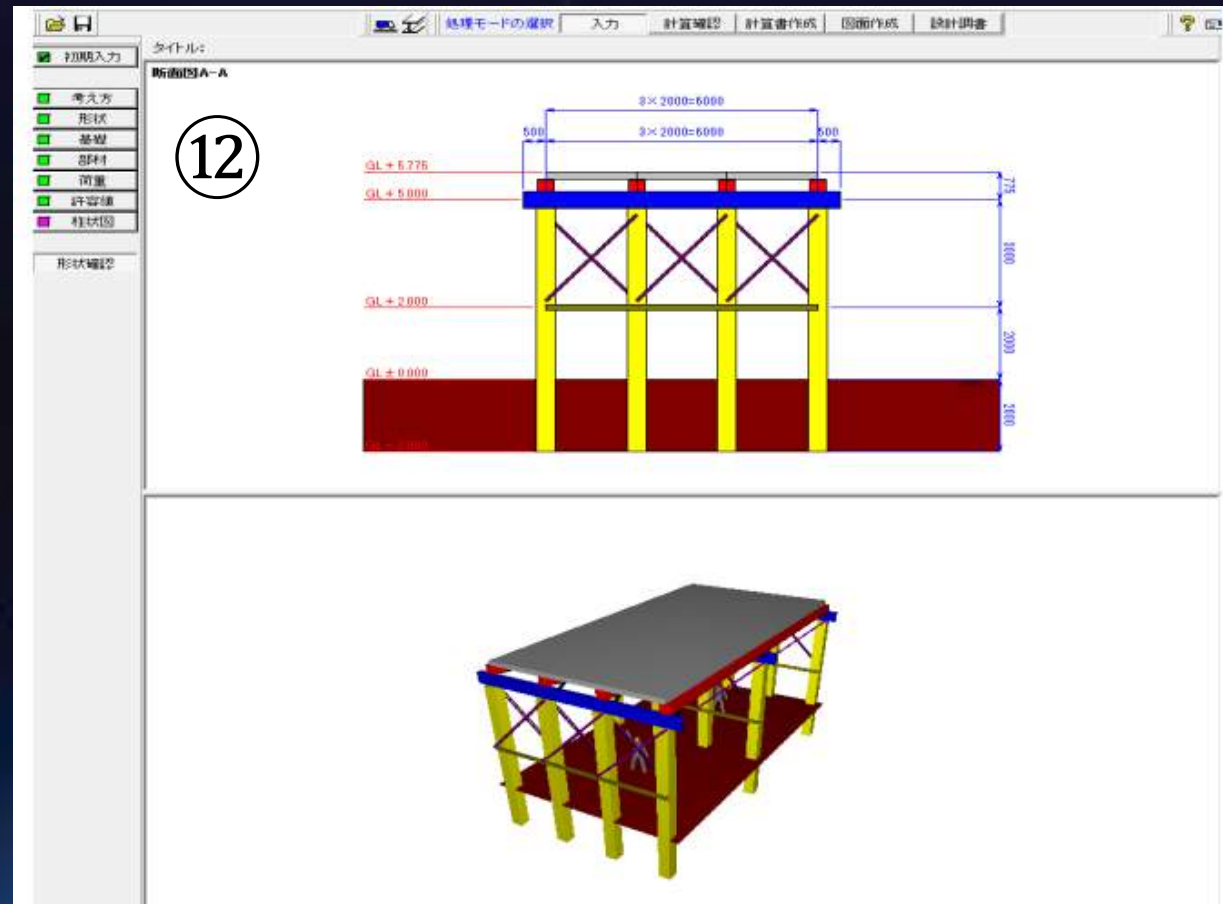 処理モードの選択 入力 計算確認 計算書作成 図面作成 設計調書
初期入力
考え方
形状
基礎
部材
荷重
許容値
柱状図
形状確認
タイトル:
断面図A-A
⑫
3×2000=6000
500 3×2000=6000 500
GL + 5.775
GL + 5.000
GL + 2.000
GL ± 0.000
775
3000
2000
2000